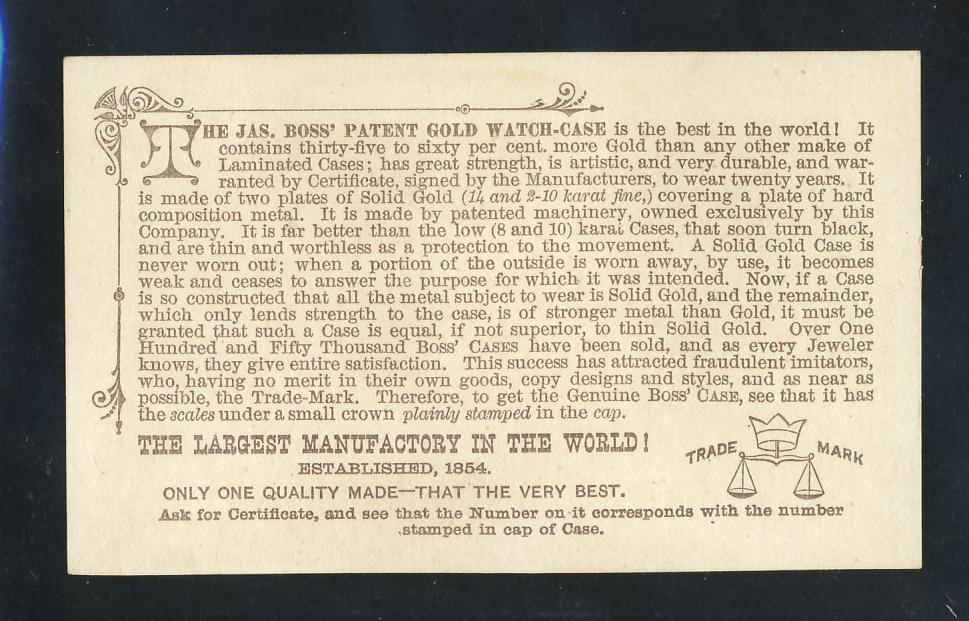 THE JAS. BOSS' PATENT GOLD WATCH-CASE is the best in the world! It
contains thirty-five to sixty per cent. more Gold than any other make of
Laminated Cases; has great strength, is artistic, and very durable, and war-
ranted by Certificate, signed by the Manufacturers, to wear twenty years. It
is made of two plates of Solid Gold (14 and 2-10 karat fine,) covering a plate of hard
composition metal. It is made by patented machinery, owned exclusively by this
Company. It is far better than the low (8 and 10) karat Cases, that soon turn black,
and are thin and worthless as a protection to the movement. A Solid Gold Case is
never worn out; when a portion of the outside is worn away, by use, it becomes
weak and ceases to answer the purpose for which it was intended. Now, if a Case
is so constructed that all the metal subject to wear is Solid Gold, and the remainder,
which only lends strength to the case, is of stronger metal than Gold, it must be
granted that such a Case is equal, if not superior, to thin Solid Gold. Over One
Hundred and Fifty Thousand BOSS' CASES have been sold, and as every Jeweler
knows, they give entire satisfaction. This success has attracted fraudulent imitators,
who, having no merit in their own goods, copy designs and styles, and as near as
possible, the Trade-Mark. Therefore, to get the Genuine BOSS' CASE, see that it has
the scales under a small crown plainly stamped in the cap.
THE LARGEST MANUFACTORY IN THE WORLD!
ESTABLISHED, 1854.
ONLY ONE QUALITY MADE—THAT THE VERY BEST.
TRADE MARK
Ask for Certificate, and see that the Number on it corresponds with the number
stamped in cap of Case.